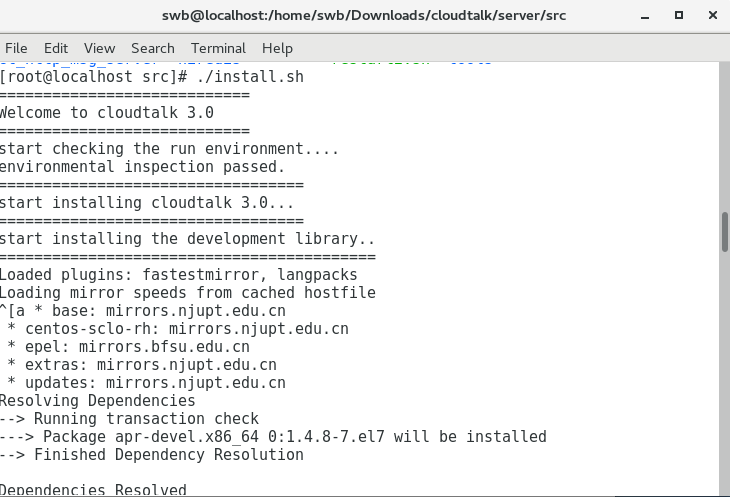 swb@localhost:/home/swb/Downloads/cloudtalk/server/src
File Edit View Search Terminal Help
[root@localhost src]# ./install.sh
============================
Welcome to cloudtalk 3.0
============================
start checking the run environment....
environmental inspection passed.
==================================
start installing cloudtalk 3.0...
==================================
start installing the development library..
==========================================
Loaded plugins: fastestmirror, langpacks
Loading mirror speeds from cached hostfile
^[a * base: mirrors.njupt.edu.cn
 * centos-sclo-rh: mirrors.njupt.edu.cn
 * epel: mirrors.bfsu.edu.cn
 * extras: mirrors.njupt.edu.cn
 * updates: mirrors.njupt.edu.cn
Resolving Dependencies
--> Running transaction check
---> Package apr-devel.x86_64 0:1.4.8-7.el7 will be installed
--> Finished Dependency Resolution
Dependencies Resolved